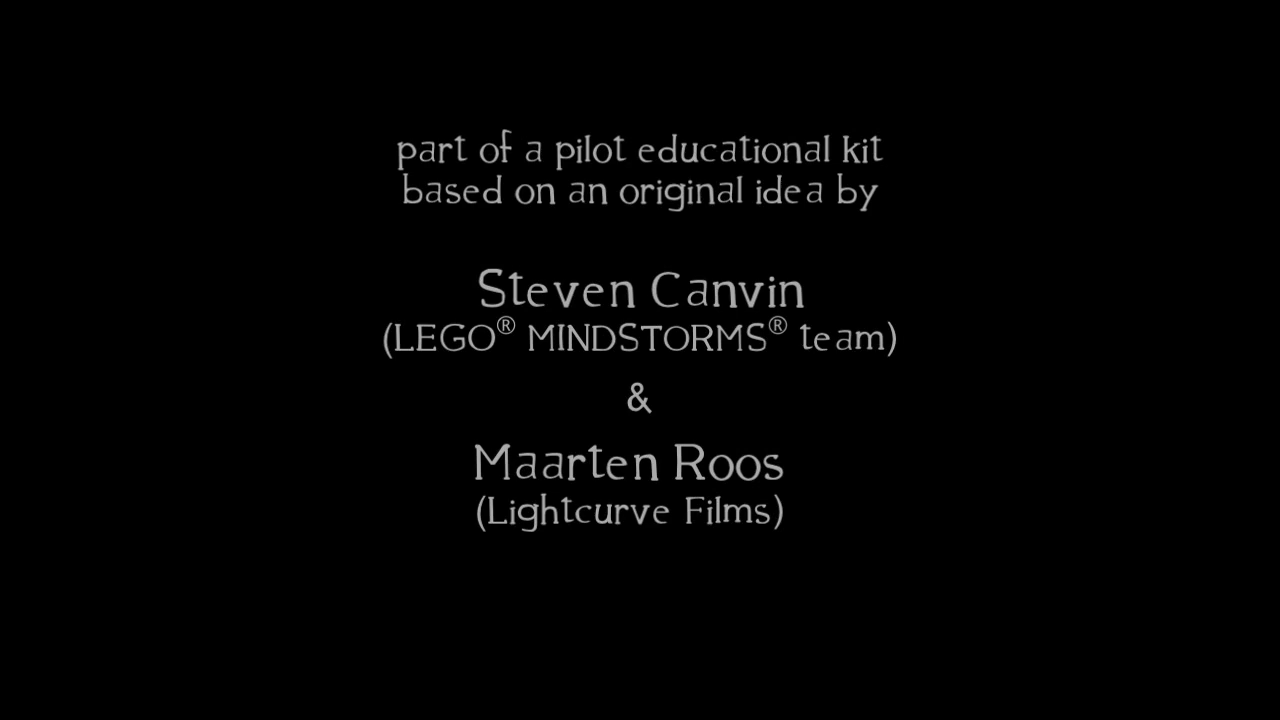 part of a pilot educational kit
based on an original idea by
Steven Canvin
(LEGO® MINDSTORMS® team)
&
Maarten Roos
(Lightcurve Films)